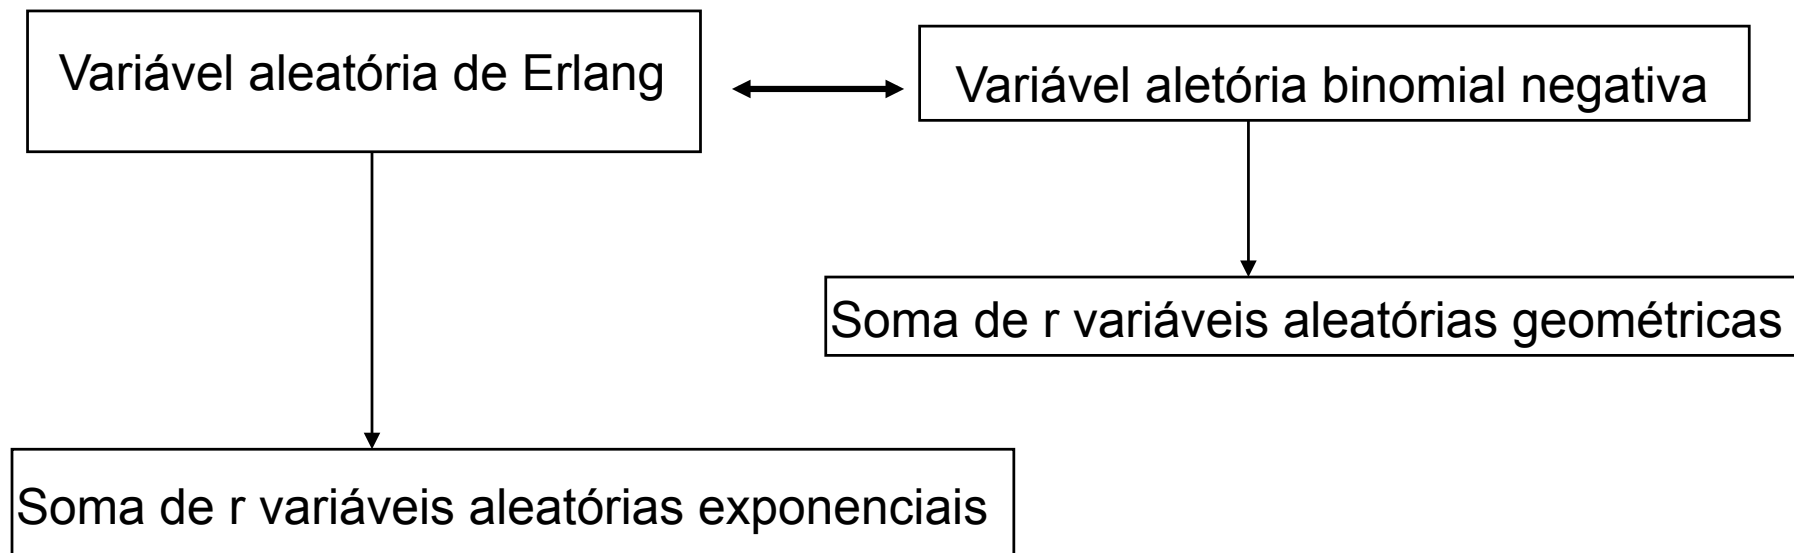 Variável aleatória de Erlang
Variável aletória binomial negativa
Soma de r variáveis aleatórias geométricas
Soma de r variáveis aleatórias exponenciais